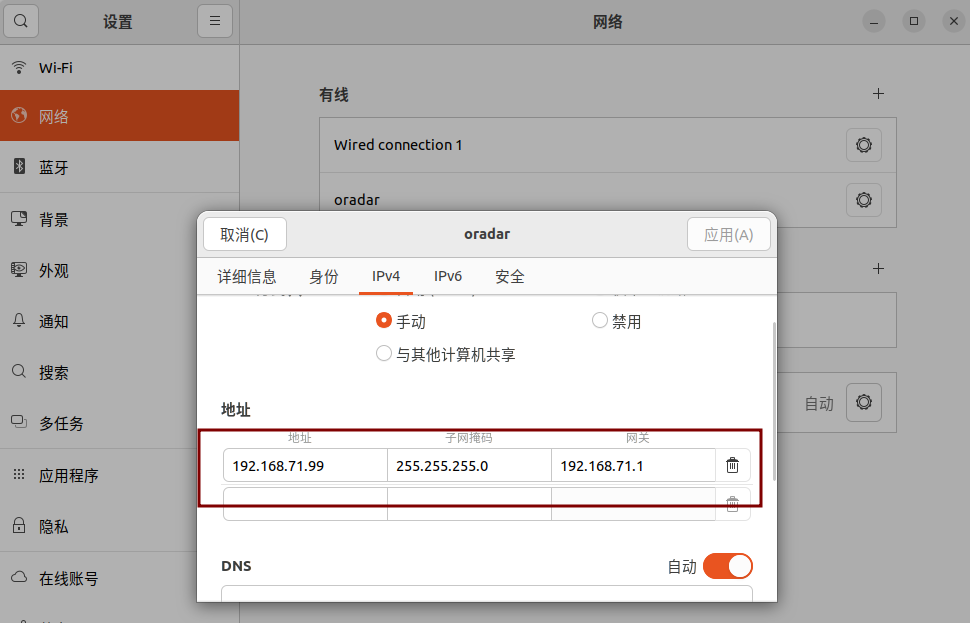 设置
网络
Wi-Fi
网络
蓝牙
背景
外观
通知
搜索
多任务
应用程序
隐私
在线账号
有线
Wired connection 1
oradar
自动
取消(C)
oradar
应用(A)
详细信息
身份
IPv4
IPv6
安全
手动
禁用
与其他计算机共享
地址
地址
子网掩码
网关
192.168.71.99
255.255.255.0
192.168.71.1
DNS
自动